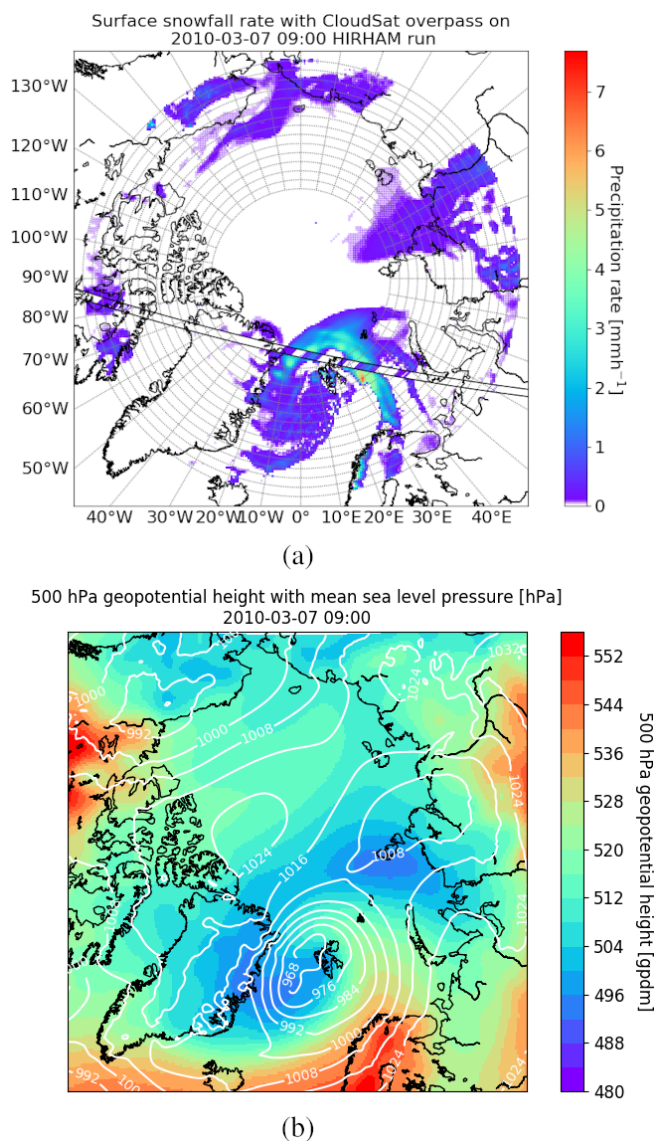 Surface snowfall rate with CloudSat overpass on
2010-03-07 09:00 HIRHAM run
130°W
120°W
110°W
100°W
90°W
80°W
70°W
60°W
50°W
40°W 30°W 20°W 10°W 0°W 10°E 20°E 30°E 40°E
7
6
5
4
3
2
1
0
Precipitation rate [mmh⁻¹]
(a)
500 hPa geopotential height with mean sea level pressure [hPa]
2010-03-07 09:00
1032
1024
1000
992
1000
1008
1024
1024
1016
1008
1024
968
976
984
992
1000
1008
1024
992
1000
1024
552
544
536
528
520
512
504
496
488
480
500 hPa geopotential height [gpdm]
(b)